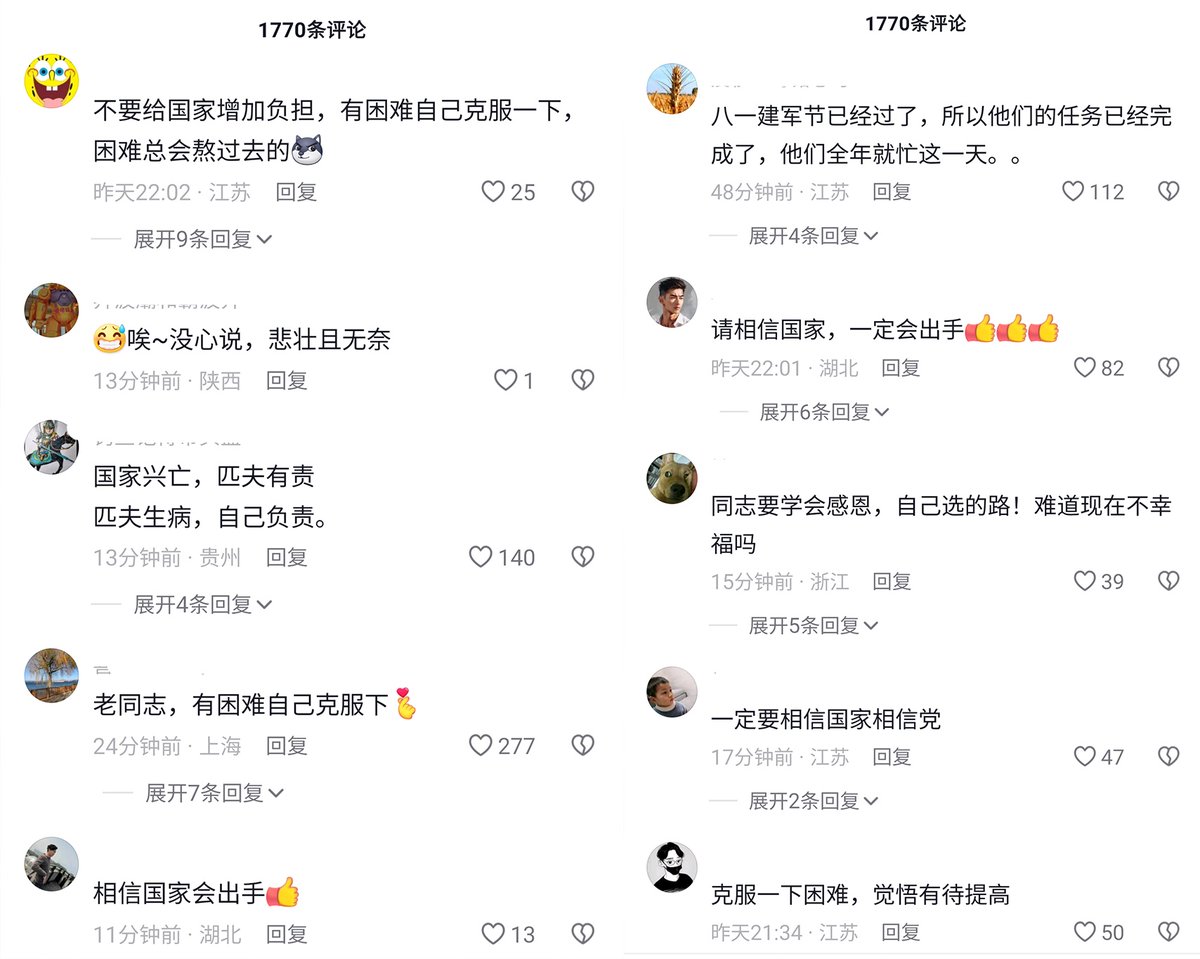 1770条评论
不要给国家增加负担，有困难自己克服一下，
困难总会熬过去的
昨天22:02 · 江苏 回复 25
展开9条回复
唉~没心说，悲壮且无奈
13分钟前 · 陕西 回复 1
国家兴亡，匹夫有责
匹夫生病，自己负责。
13分钟前 · 贵州 回复 140
展开4条回复
老同志，有困难自己克服下
24分钟前 · 上海 回复 277
展开7条回复
相信国家会出手
11分钟前 · 湖北 回复 13
1770条评论
八一建军节已经过了，所以他们的任务已经完
成了，他们全年就忙这一天。。
48分钟前 · 江苏 回复 112
展开4条回复
请相信国家，一定会出手
昨天22:01 · 湖北 回复 82
展开6条回复
同志要学会感恩，自己选的路！难道现在不幸
福吗
15分钟前 · 浙江 回复 39
展开5条回复
一定要相信国家相信党
17分钟前 · 江苏 回复 47
展开2条回复
克服一下困难，觉悟有待提高
昨天21:34 · 江苏 回复 50